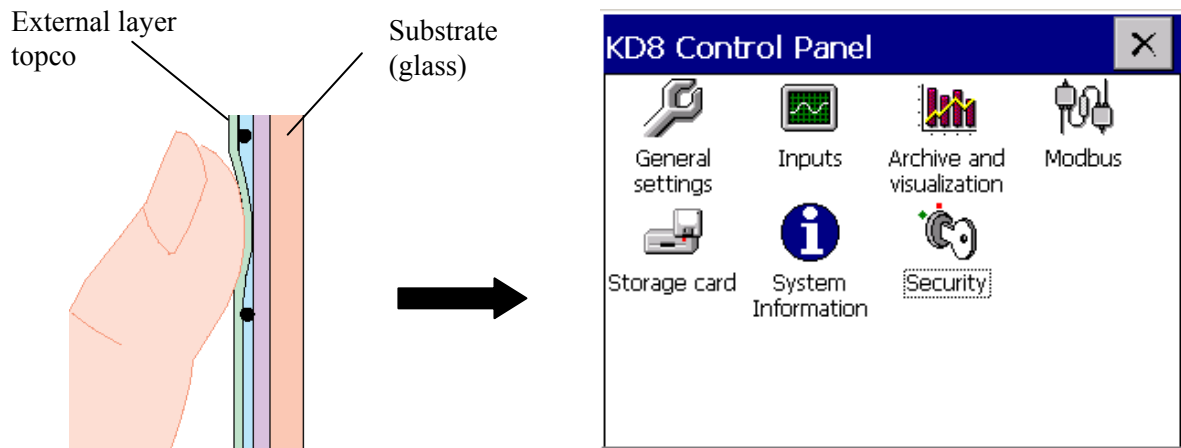 External layer
topco
Substrate
(glass)
KD8 Control Panel
General
settings
Inputs
Archive and
visualization
Modbus
Storage card
System
Information
Security